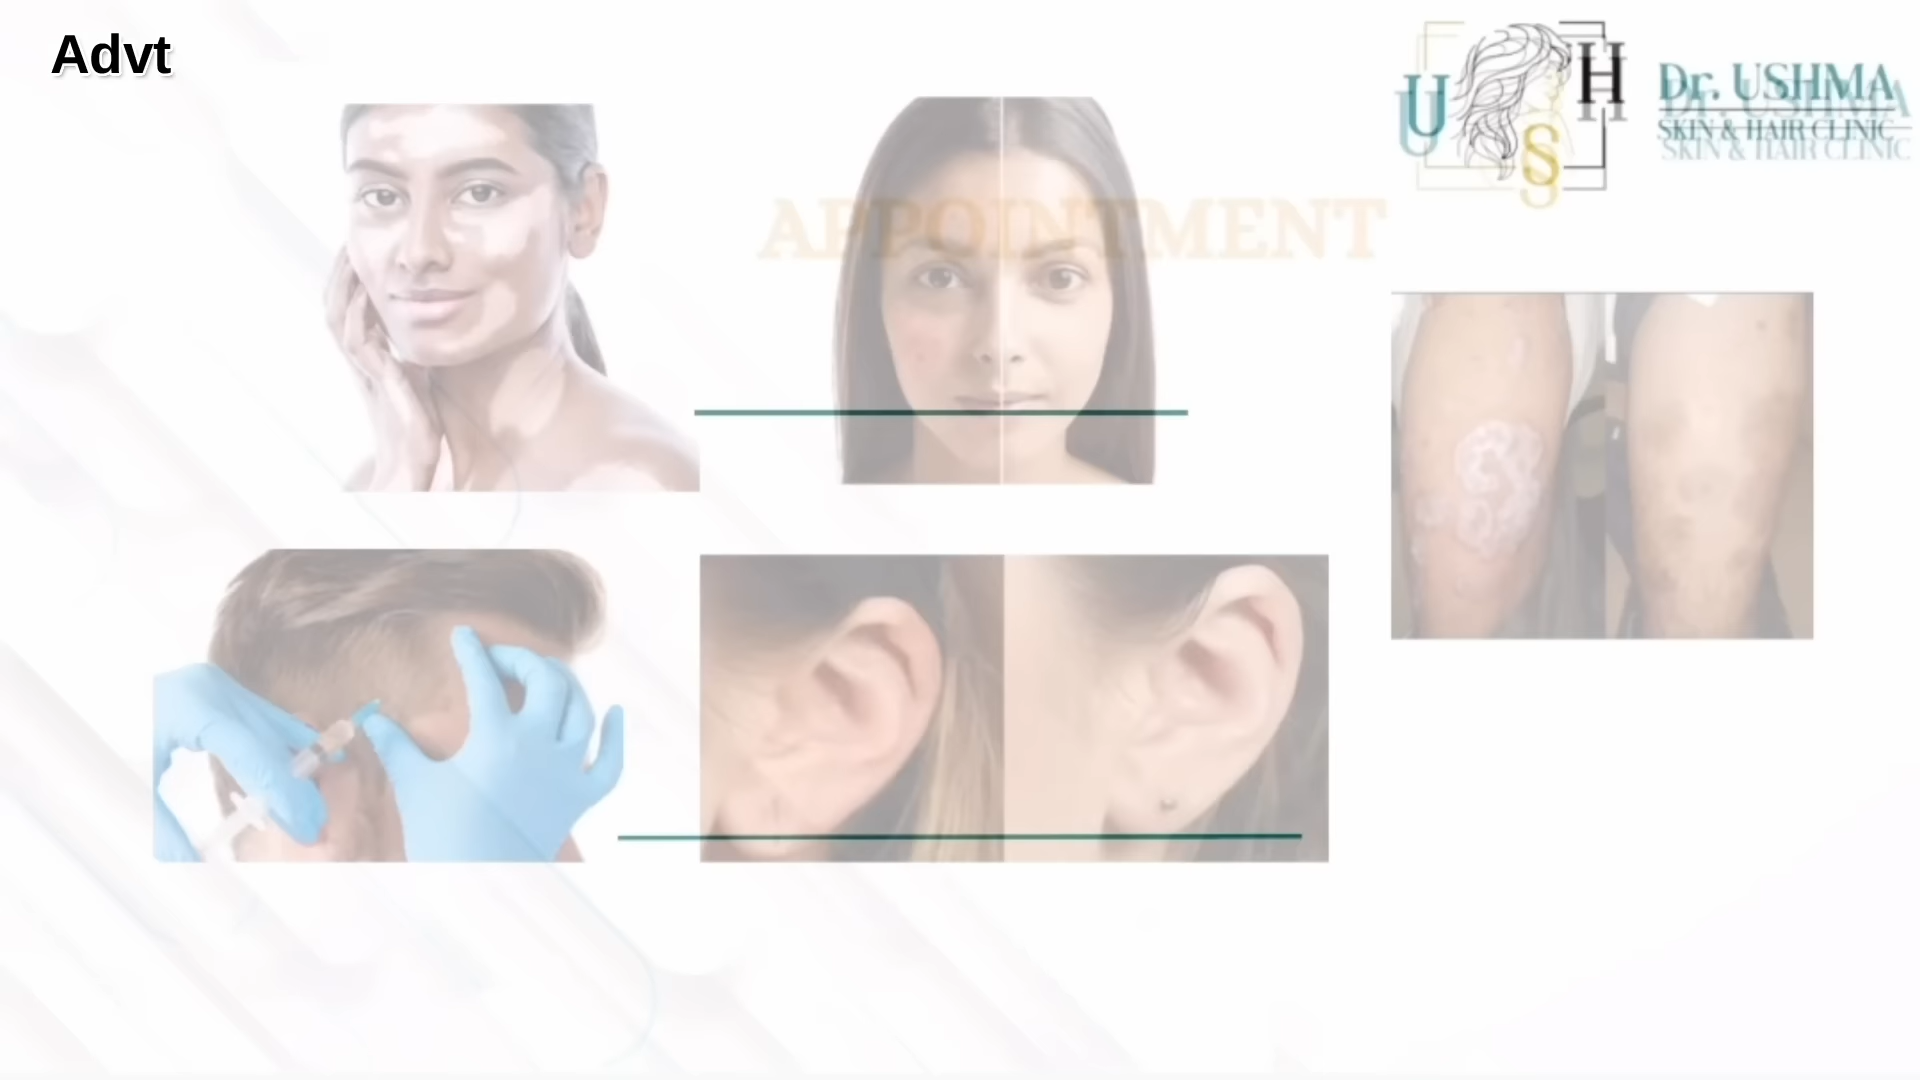 Advt
U
H
S
Dr. USHMA
SKIN & HAIR CLINIC
APPOINTMENT